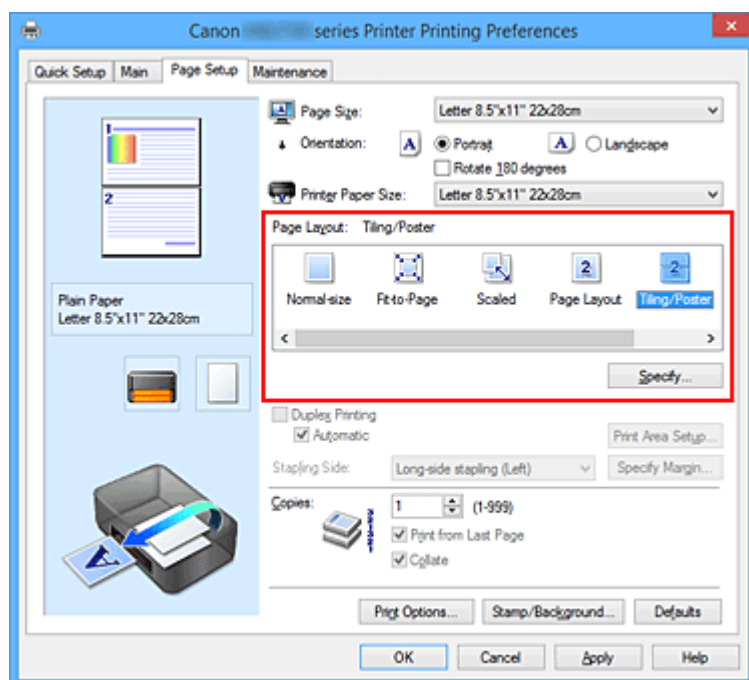 Canon series Printer Printing Preferences
Quick Setup Main Page Setup Maintenance
Page Size: Letter 8.5"x11" 22x28cm
Orientation: A Portrait A Landscape
Rotate 180 degrees
Printer Paper Size: Letter 8.5"x11" 22x28cm
Page Layout: Tiling/Poster
Normal-size Fit-to-Page Scaled Page Layout Tiling/Poster
Specify...
1
2
Plain Paper
Letter 8.5"x11" 22x28cm
Duplex Printing
Automatic
Print Area Setup...
Stapling Side: Long-side stapling (Left) Specify Margin...
Copies: 1 (1-999)
Print from Last Page
Collate
Print Options... Stamp/Background... Defaults
OK Cancel Apply Help